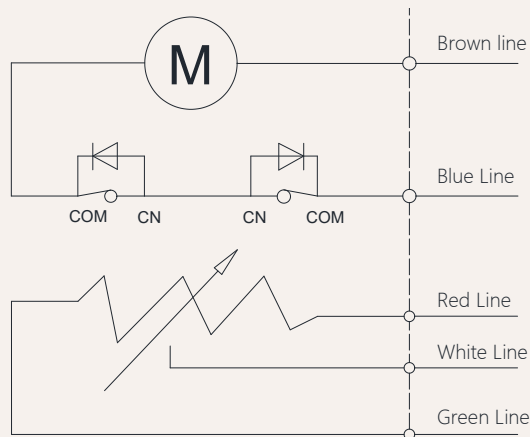 M
Brown line
Blue Line
COM CN CN COM
Red Line
White Line
Green Line